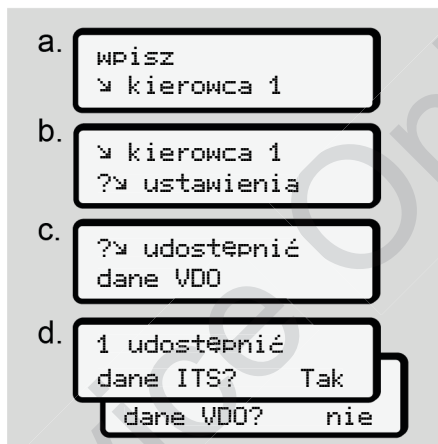 a.
wpisz
↘ kierowca 1
b.
↘ kierowca 1
?↘ ustawienia
c.
?↘ udostępnić
dane VDO
d.
1 udostępnić
dane ITS? Tak
dane VDO? nie